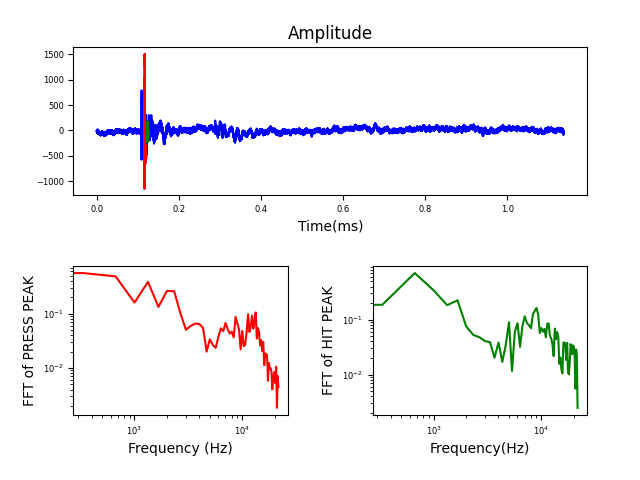 Amplitude
1500
1000
500
0
−500
−1000
0.0 0.2 0.4 0.6 0.8 1.0
Time(ms)
FFT of PRESS PEAK
10⁻¹
10⁻²
10³ 10⁴
Frequency (Hz)
FFT of HIT PEAK
10⁻¹
10⁻²
10³ 10⁴
Frequency(Hz)